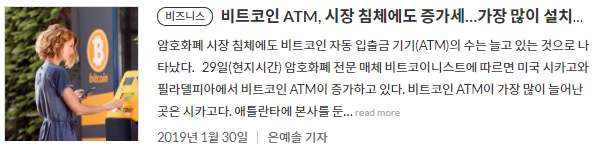 비즈니스 비트코인 ATM, 시장 침체에도 증가세…가장 많이 설치...
암호화폐 시장 침체에도 비트코인 자동 입출금 기기(ATM)의 수는 늘고 있는 것으로 나
타났다.  29일(현지시간) 암호화폐 전문 매체 비트코이니스트에 따르면 미국 시카고와
필라델피아에서 비트코인 ATM이 증가하고 있다. 비트코인 ATM이 가장 많이 늘어난
곳은 시카고다. 애틀란타에 본사를 둔... read more
2019년 1월 30일 | 은예솔 기자
bitcoin